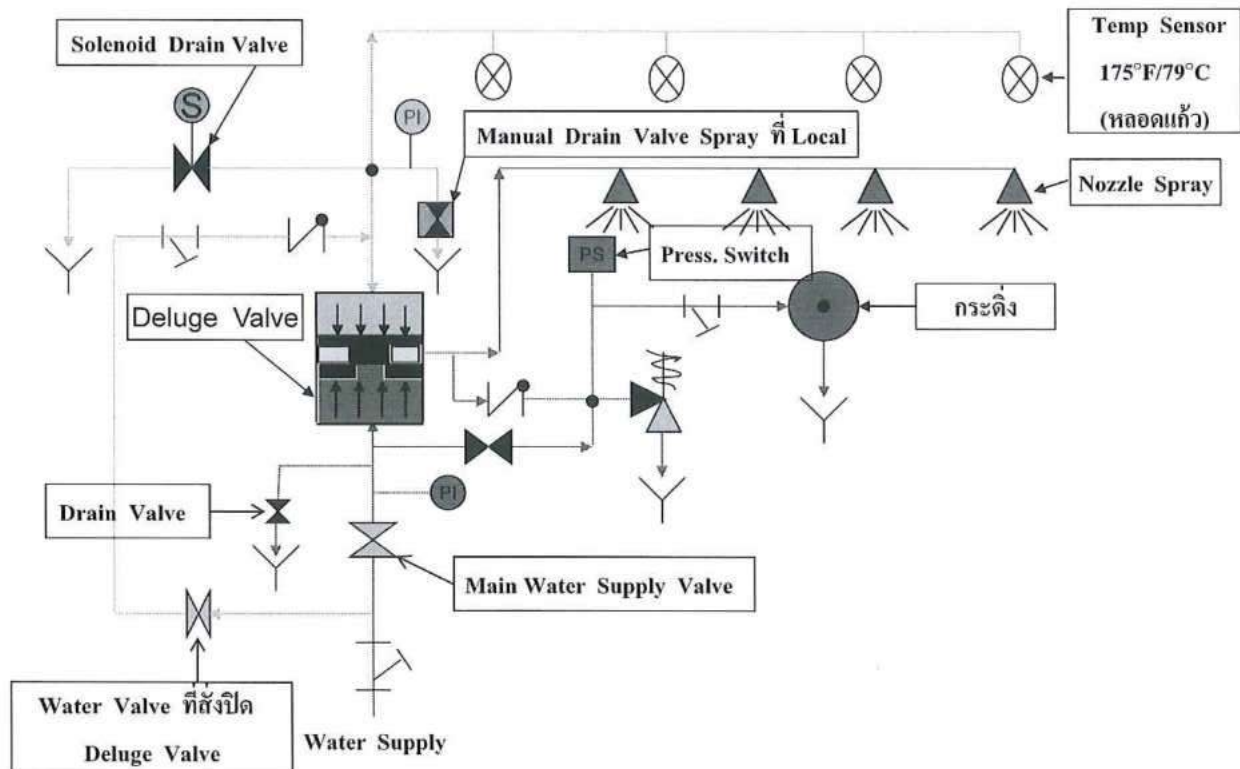 Solenoid Drain Valve
Temp Sensor
175°F/79°C
(หลอดแก้ว)
S
PI
Manual Drain Valve Spray ที่ Local
Nozzle Spray
PS
Press. Switch
Deluge Valve
กระดิ่ง
PI
Drain Valve
Main Water Supply Valve
Water Valve ที่สั่งปิด
Deluge Valve
Water Supply